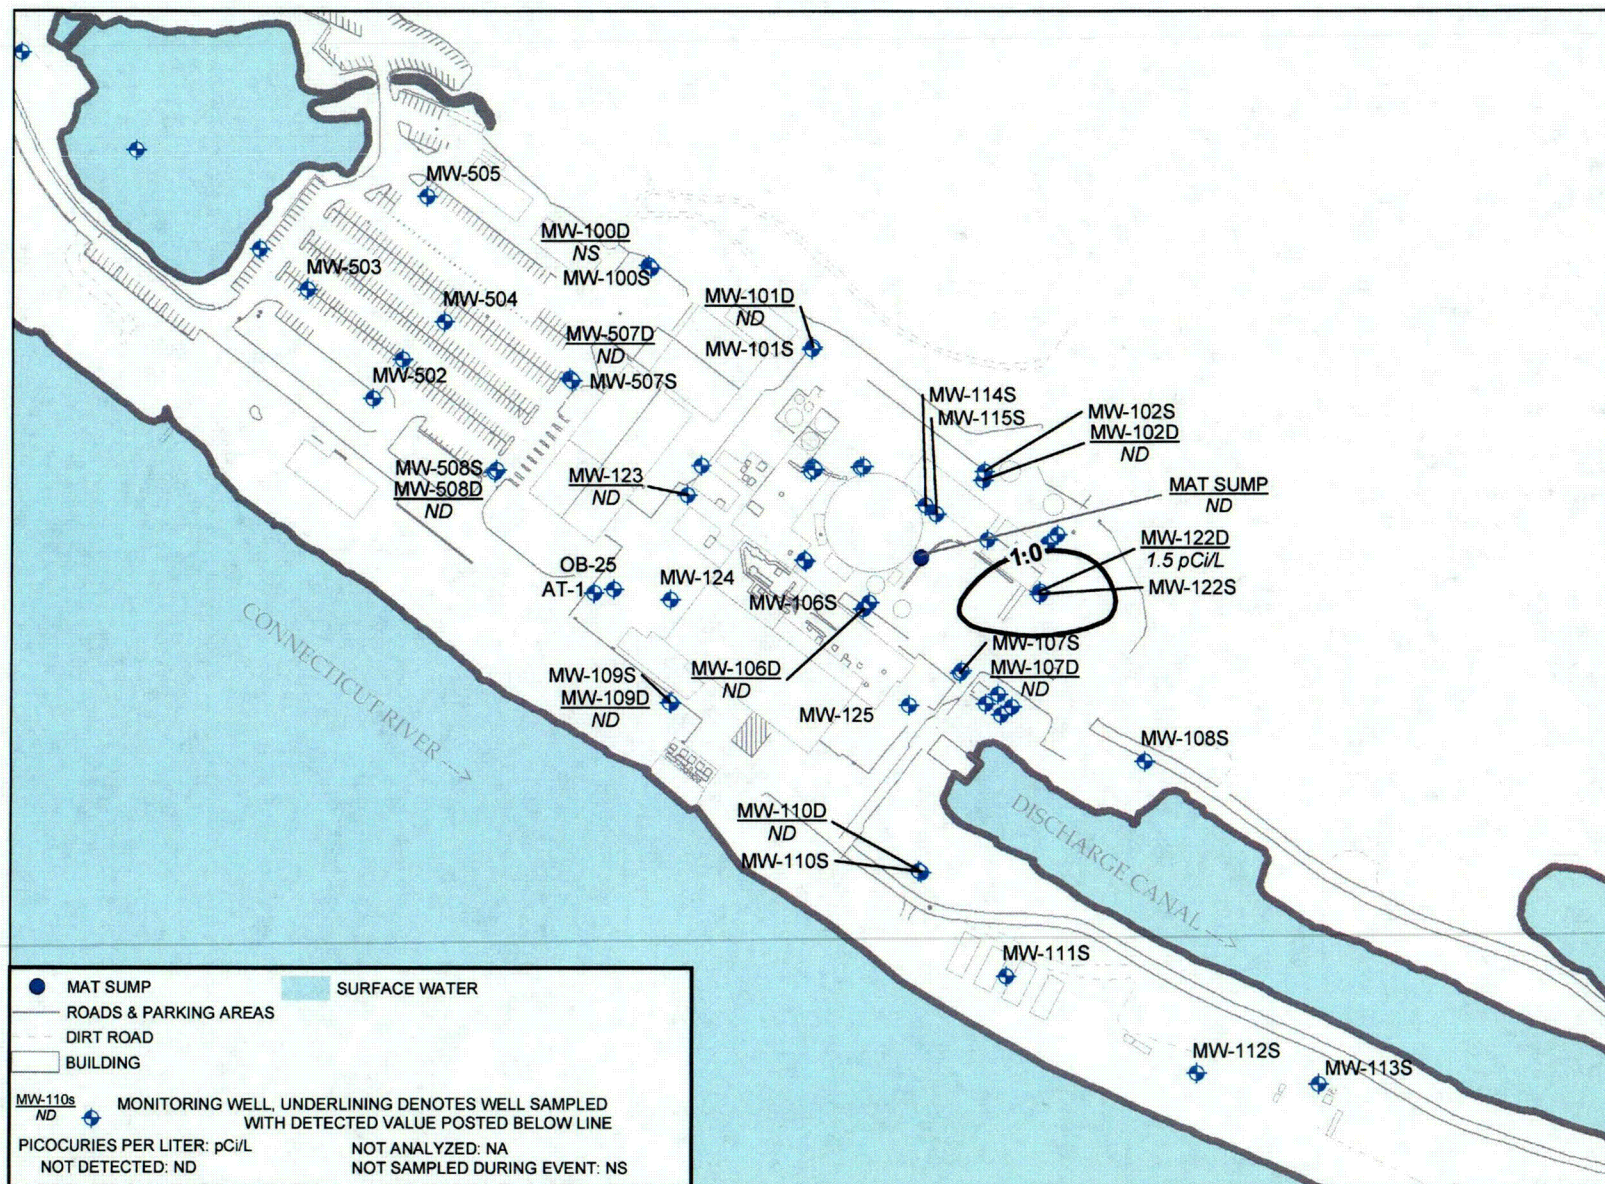 MW-505
MW-100D
NS
MW-100S
MW-503
MW-504
MW-101D
ND
MW-101S
MW-507D
ND
MW-507S
MW-502
MW-114S
MW-115S
MW-102S
MW-102D
ND
MW-508S
MW-508D
ND
MW-123
ND
MAT SUMP
ND
1:0
MW-122D
1.5 pCi/L
MW-122S
OB-25
AT-1
MW-124
MW-106S
MW-106D
ND
MW-107S
MW-107D
ND
MW-109S
MW-109D
ND
MW-125
MW-108S
CONNECTICUT RIVER
MW-110D
ND
MW-110S
DISCHARGE CANAL
MW-111S
MW-112S
MW-113S
MAT SUMP
SURFACE WATER
ROADS & PARKING AREAS
DIRT ROAD
BUILDING
MW-110s
ND
MONITORING WELL, UNDERLINING DENOTES WELL SAMPLED
WITH DETECTED VALUE POSTED BELOW LINE
PICOCURIES PER LITER: pCi/L
NOT ANALYZED: NA
NOT DETECTED: ND
NOT SAMPLED DURING EVENT: NS